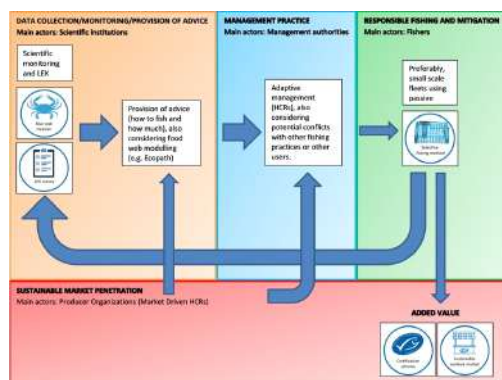 DATA COLLECTION/MONITORING/PROVISION OF ADVICE
Main actors: Scientific institutions
Scientific
monitoring
and LEK
Provision of advice
(how to fish and
how much), also
considering food
web modelling
(e.g. Ecopath)
MANAGEMENT PRACTICE
Main actors: Management authorities
Adaptive
management
(HCRs), also
considering
potential conflicts
with other fishing
practices or other
users.
RESPONSIBLE FISHING AND MITIGATION
Main actors: Fishers
Preferably,
small scale
fleets using
passive
SUSTAINABLE MARKET PENETRATION
Main actors: Producer Organizations (Market Driven HCRs)
ADDED VALUE